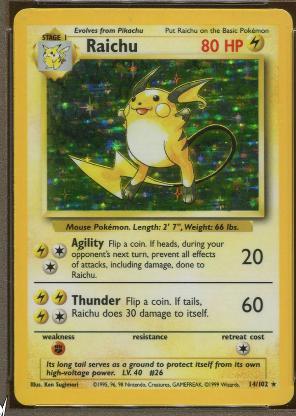 Evolves from Pikachu Put Raichu on the Basic Pokémon
STAGE 1 Raichu 80 HP
Mouse Pokémon. Length: 2' 7", Weight: 66 lbs.
Agility Flip a coin. If heads, during your
opponent's next turn, prevent all effects
of attacks, including damage, done to
Raichu.
20
Thunder Flip a coin. If tails,
Raichu does 30 damage to itself.
60
weakness resistance retreat cost
Its long tail serves as a ground to protect itself from its own
high-voltage power. LV. 40 #26
Illus. Ken Sugimori ©1995, 96, 98 Nintendo, Creatures, GAMEFREAK. ©1999 Wizards. 14/102 ★